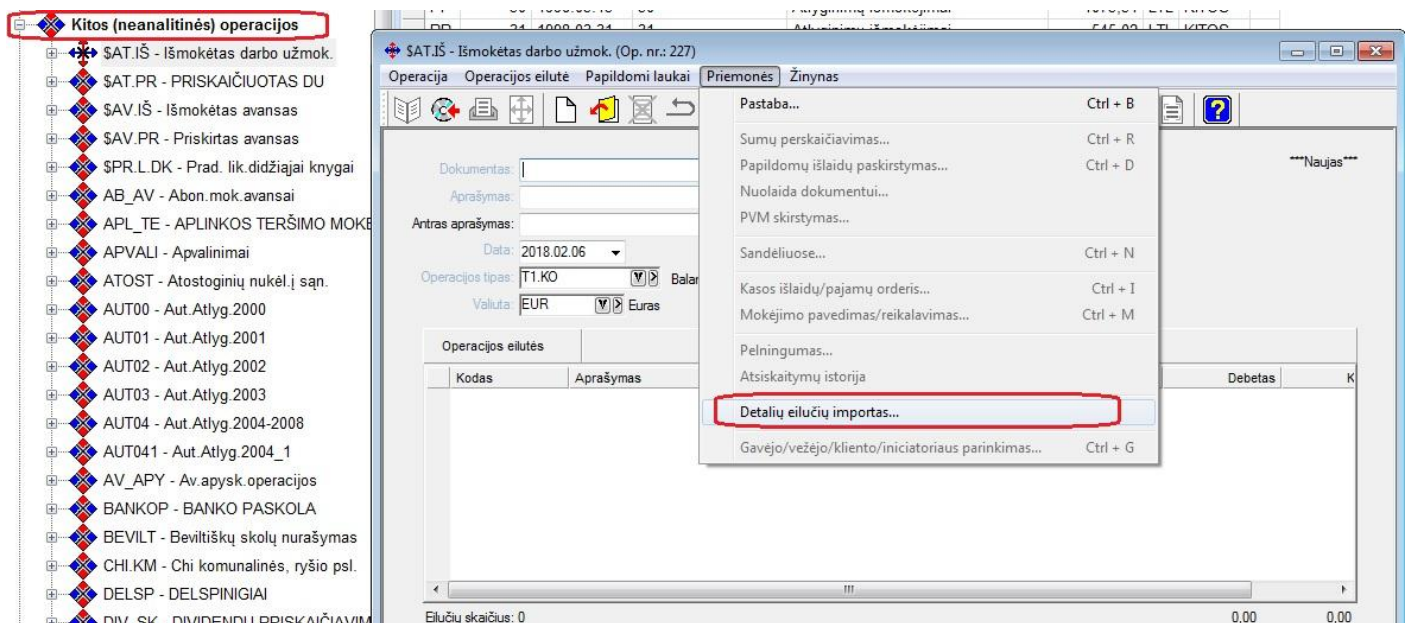 Kitos (neanalitinės) operacijos
$AT.IŠ - Išmokėtas darbo užmok.
$AT.PR - PRISKAIČIUOTAS DU
$AV.IŠ - Išmokėtas avansas
$AV.PR - Priskirtas avansas
$PR.L.DK - Prad. lik.didžiajai knygai
AB_AV - Abon.mok.avansai
APL_TE - APLINKOS TERŠIMO MOKE
APVALI - Apvalinimai
ATOST - Atostoginių nukėl.į sąn.
AUT00 - Aut.Atlyg.2000
AUT01 - Aut.Atlyg.2001
AUT02 - Aut.Atlyg.2002
AUT03 - Aut.Atlyg.2003
AUT04 - Aut.Atlyg.2004-2008
AUT041 - Aut.Atlyg.2004_1
AV_APY - Av.apysk.operacijos
BANKOP - BANKO PASKOLA
BEVILT - Beviltiškų skolų nurašymas
CHI.KM - Chi komunalinės, ryšio psl.
DELSP - DELSPINIGIAI
$AT.IŠ - Išmokėtas darbo užmok. (Op. nr.: 227)
Operacija Operacijos eilutė Papildomi laukai Priemonės Žinynas
Pastaba... Ctrl + B
Sumų perskaičiavimas... Ctrl + R
Papildomų išlaidų paskirstymas... Ctrl + D
Nuolaida dokumentui...
PVM skirstymas...
Sandėliuose... Ctrl + N
Kasos išlaidų/pajamų orderis... Ctrl + I
Mokėjimo pavedimas/reikalavimas... Ctrl + M
Pelningumas...
Atsiskaitymų istorija
Detalių eilučių importas...
Gavėjo/vežėjo/kliento/iniciatoriaus parinkimas... Ctrl + G
***Naujas***
Dokumentas:
Aprašymas:
Antras aprašymas:
Data: 2018.02.06
Operacijos tipas: T1.KO Balan
Valiuta: EUR Euras
Operacijos eilutės
Kodas Aprašymas Debetas K
Eilučių skaičius: 0 0,00 0,00